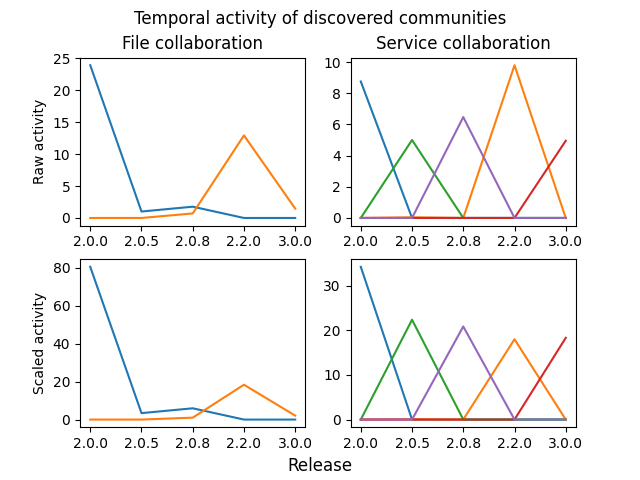 Temporal activity of discovered communities
File collaboration
Service collaboration
Raw activity
25
20
15
10
5
0
2.0.0 2.0.5 2.0.8 2.2.0 3.0.0
10
8
6
4
2
0
2.0.0 2.0.5 2.0.8 2.2.0 3.0.0
Scaled activity
80
60
40
20
0
2.0.0 2.0.5 2.0.8 2.2.0 3.0.0
30
20
10
0
2.0.0 2.0.5 2.0.8 2.2.0 3.0.0
Release